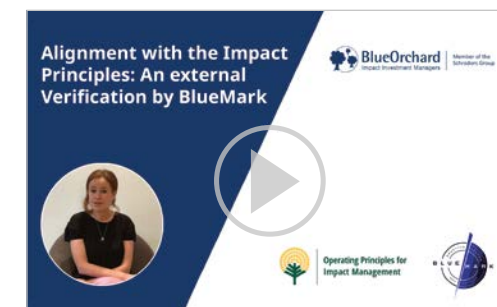 Alignment with the Impact
Principles: An external
Verification by BlueMark
BlueOrchard
Impact Investment Managers
Member of the
Schroders Group
Operating Principles for
Impact Management
BLUEMARK